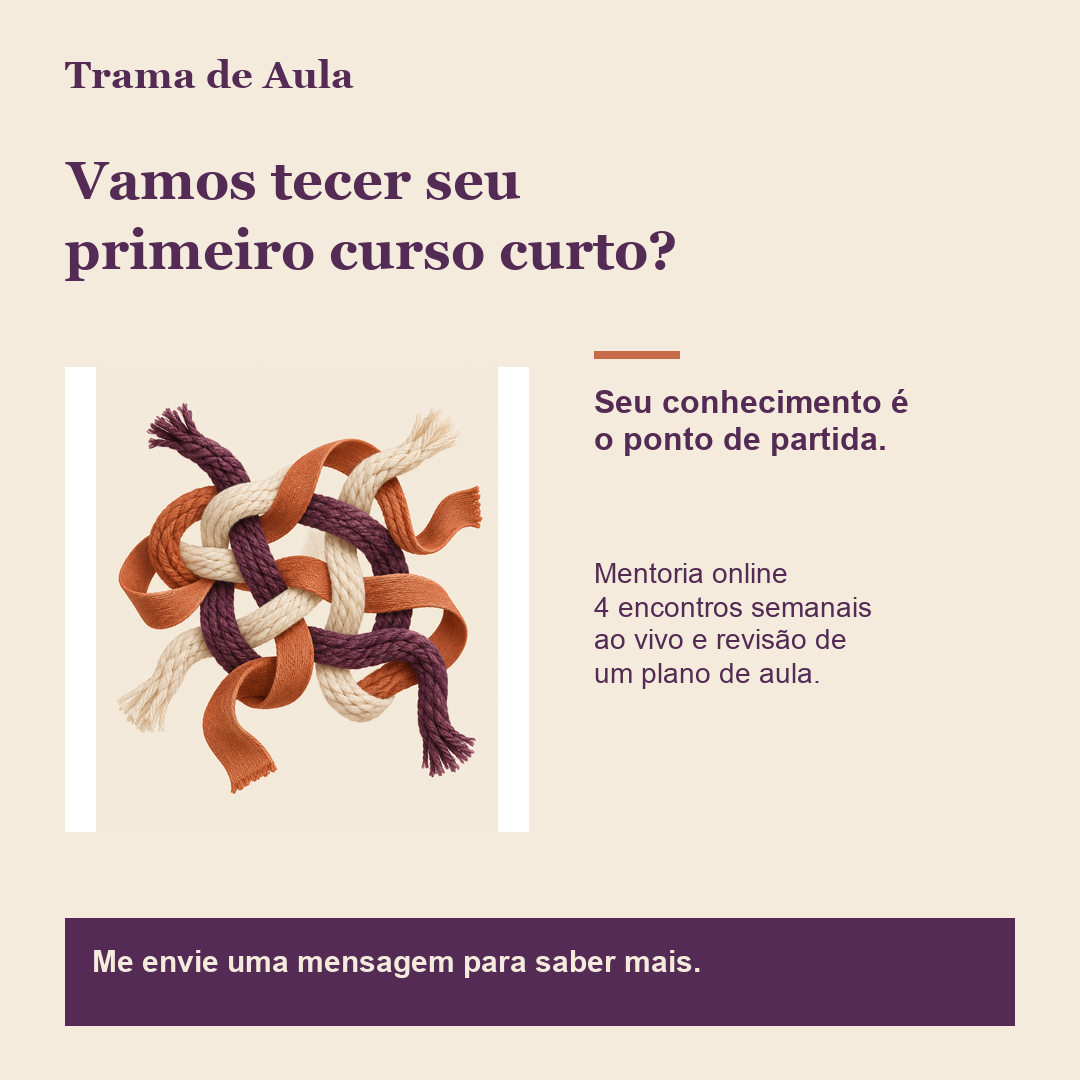 Trama de Aula
Vamos tecer seu
primeiro curso curto?
Seu conhecimento é
o ponto de partida.
Mentoria online
4 encontros semanais
ao vivo e revisão de
um plano de aula.
Me envie uma mensagem para saber mais.